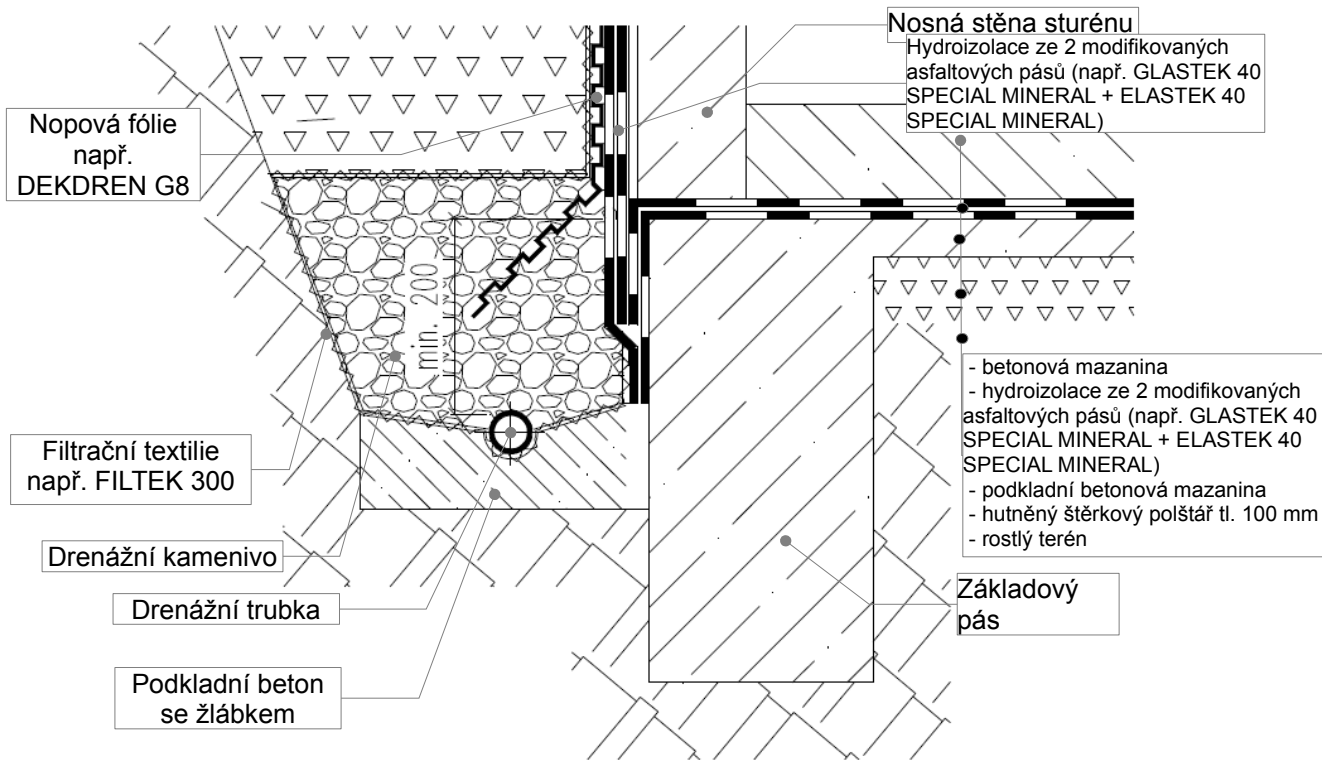 Nosná stěna sturénu
Hydroizolace ze 2 modifikovaných
asfaltových pásů (např. GLASTEK 40
SPECIAL MINERAL + ELASTEK 40
SPECIAL MINERAL)
Nopová fólie
např.
DEKDREN G8
min. 200
- betonová mazanina
- hydroizolace ze 2 modifikovaných
asfaltových pásů (např. GLASTEK 40
SPECIAL MINERAL + ELASTEK 40
SPECIAL MINERAL)
- podkladní betonová mazanina
- hutněný štěrkový polštář tl. 100 mm
- rostlý terén
Filtrační textilie
např. FILTEK 300
Drenážní kamenivo
Drenážní trubka
Základový
pás
Podkladní beton
se žlábkem